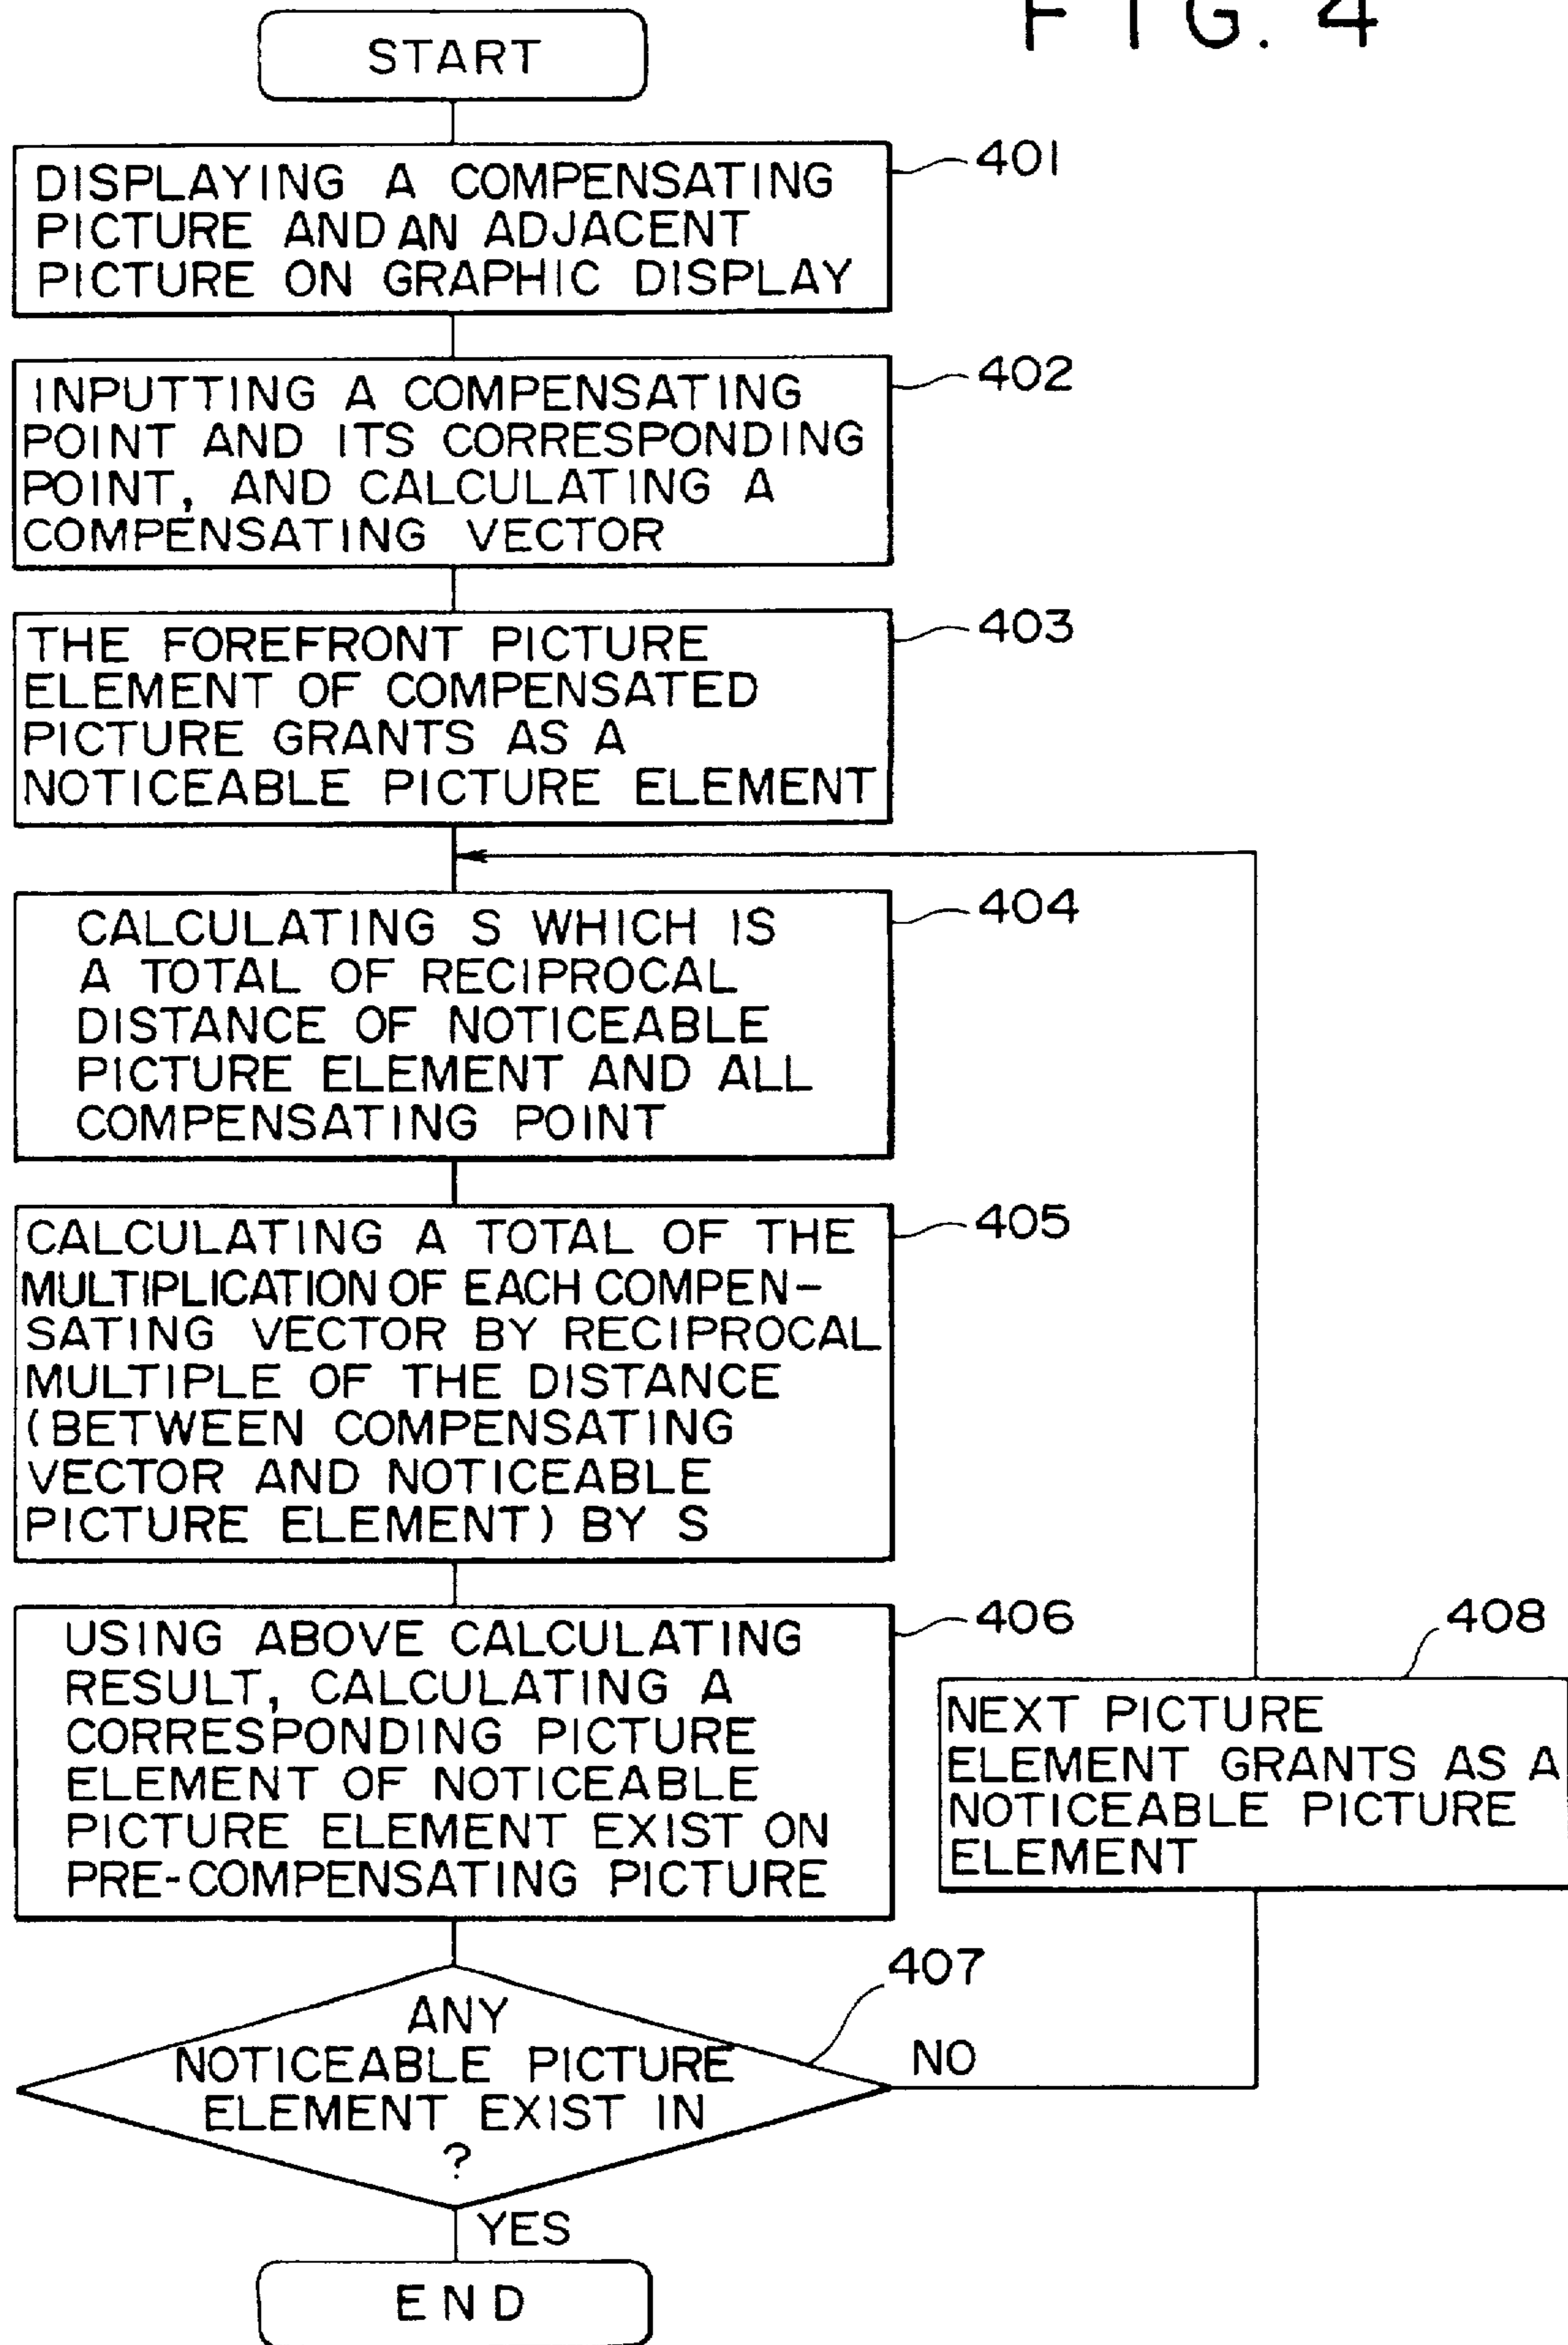 FIG. 4
START
401
DISPLAYING A COMPENSATING
PICTURE AND AN ADJACENT
PICTURE ON GRAPHIC DISPLAY
402
INPUTTING A COMPENSATING
POINT AND ITS CORRESPONDING
POINT, AND CALCULATING A
COMPENSATING VECTOR
403
THE FOREFRONT PICTURE
ELEMENT OF COMPENSATED
PICTURE GRANTS AS A
NOTICEABLE PICTURE ELEMENT
404
CALCULATING S WHICH IS
A TOTAL OF RECIPROCAL
DISTANCE OF NOTICEABLE
PICTURE ELEMENT AND ALL
COMPENSATING POINT
405
CALCULATING A TOTAL OF THE
MULTIPLICATION OF EACH COMPEN-
SATING VECTOR BY RECIPROCAL
MULTIPLE OF THE DISTANCE
(BETWEEN COMPENSATING
VECTOR AND NOTICEABLE
PICTURE ELEMENT) BY S
406
USING ABOVE CALCULATING
RESULT, CALCULATING A
CORRESPONDING PICTURE
ELEMENT OF NOTICEABLE
PICTURE ELEMENT EXIST ON
PRE-COMPENSATING PICTURE
408
NEXT PICTURE
ELEMENT GRANTS AS A
NOTICEABLE PICTURE
ELEMENT
407
ANY
NOTICEABLE PICTURE
ELEMENT EXIST IN
?
NO
YES
END